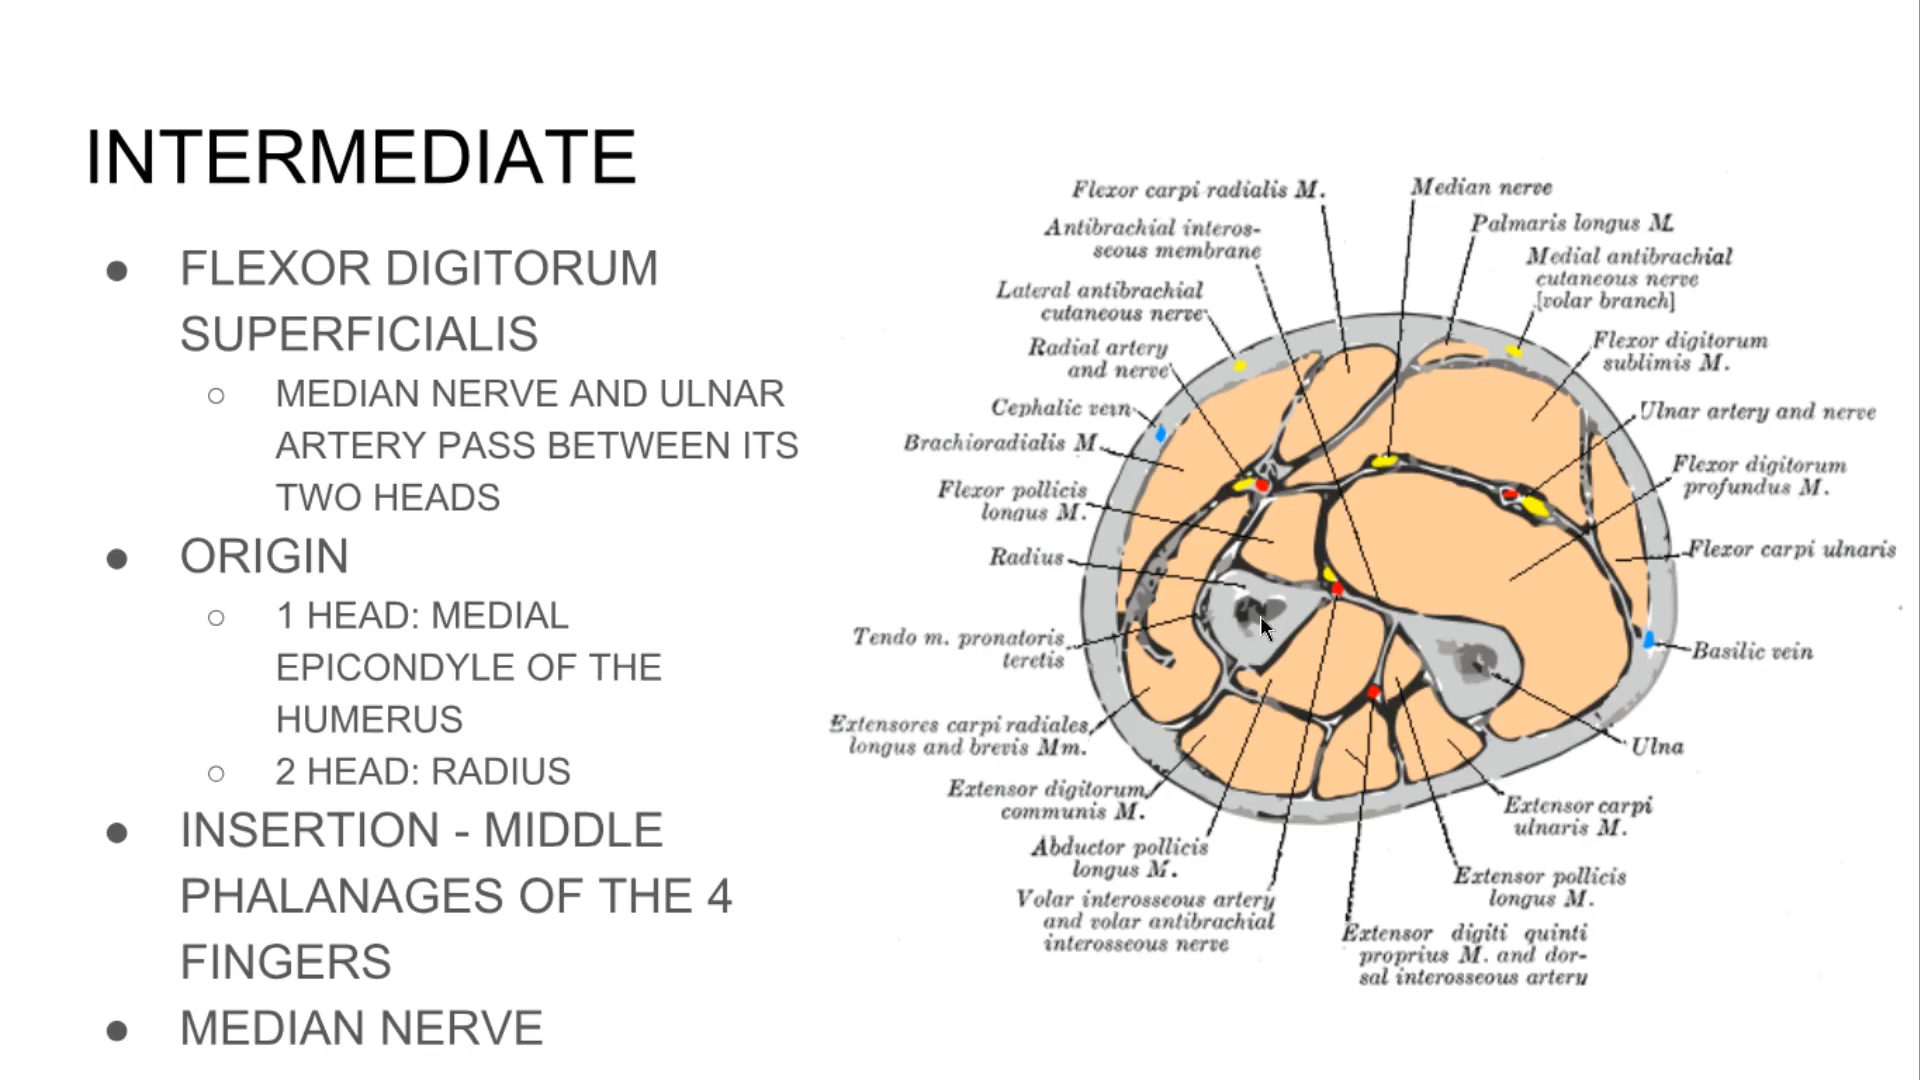 INTERMEDIATE
● FLEXOR DIGITORUM
SUPERFICIALIS
○ MEDIAN NERVE AND ULNAR
ARTERY PASS BETWEEN ITS
TWO HEADS
● ORIGIN
○ 1 HEAD: MEDIAL
EPICONDYLE OF THE
HUMERUS
○ 2 HEAD: RADIUS
● INSERTION - MIDDLE
PHALANAGES OF THE 4
FINGERS
● MEDIAN NERVE
Flexor carpi radialis M.
Antibrachial interos-
seous membrane
Lateral antibrachial
cutaneous nerve
Radial artery
and nerve
Cephalic vein
Brachioradialis M.
Flexor pollicis
longus M.
Radius
Tendo m. pronatoris
teretis
Extensores carpi radiales,
longus and brevis Mm.
Extensor digitorum
communis M.
Abductor pollicis
longus M.
Volar interosseous artery
and volar antibrachial
interosseous nerve
Median nerve
Palmaris longus M.
Medial antibrachial
cutaneous nerve
[volar branch]
Flexor digitorum
sublimis M.
Ulnar artery and nerve
Flexor digitorum
profundus M.
Flexor carpi ulnaris
Basilic vein
Ulna
Extensor carpi
ulnaris M.
Extensor pollicis
longus M.
Extensor digiti quinti
proprius M. and dor-
sal interosseous artery